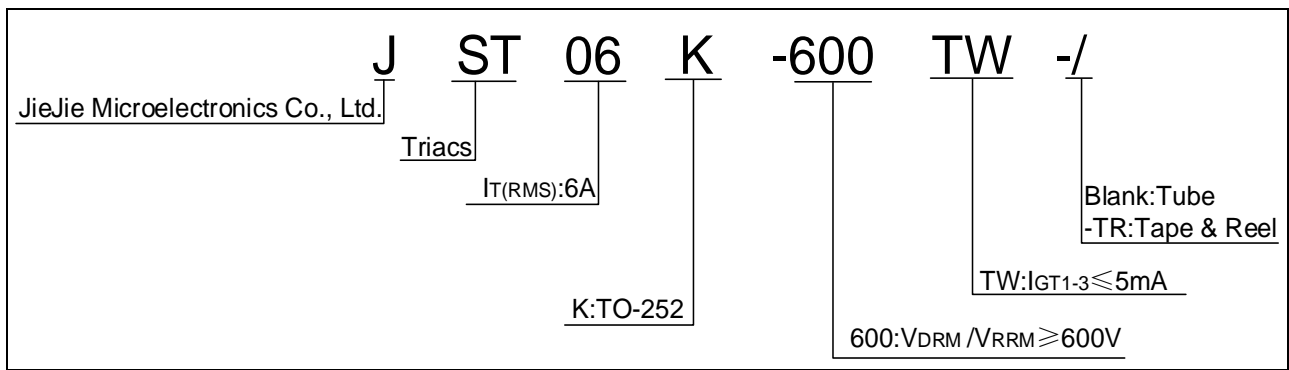 J ST 06 K -600 TW -/
JieJie Microelectronics Co., Ltd.
Triacs
IT(RMS):6A
Blank:Tube
-TR:Tape & Reel
TW:IGT1-3≤5mA
K:TO-252
600:VDRM /VRRM≥600V